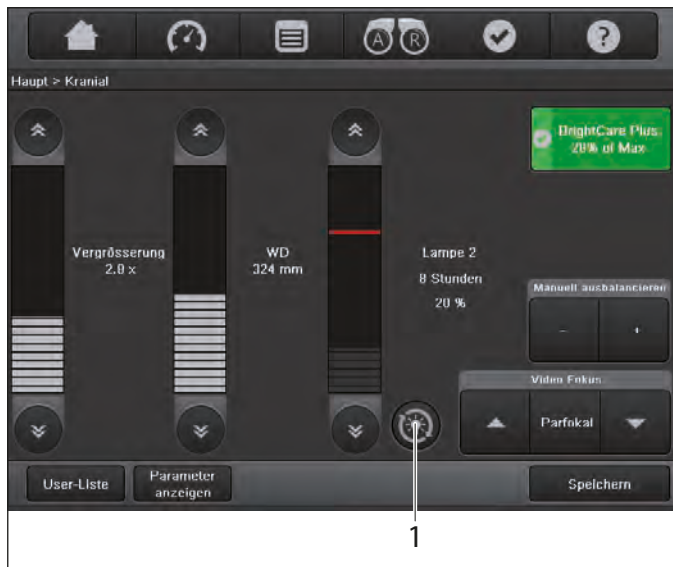 A R
?
Haupt > Kranial
BrightCare Plus
20% of Max
Vergrösserung
2.0 x
WD
324 mm
Lampe 2
8 Stunden
20 %
Manuell ausbalancieren
- +
Video Fokus
Parfokal
User-Liste
Parameter
anzeigen
Speichern
1